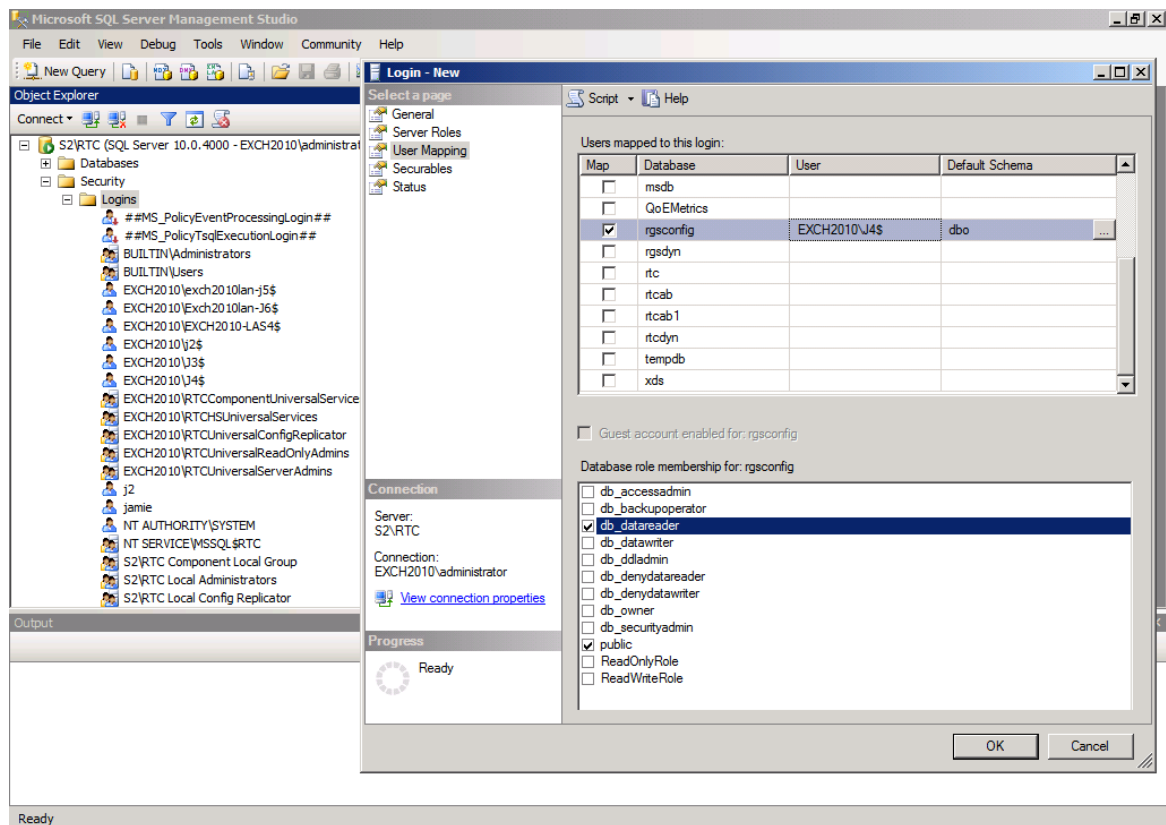 Microsoft SQL Server Management Studio
File Edit View Debug Tools Window Community Help
New Query
Object Explorer
Connect
S2\RTC (SQL Server 10.0.4000 - EXCH2010\administrat
Databases
Security
Logins
##MS_PolicyEventProcessingLogin##
##MS_PolicyTsqlExecutionLogin##
BUILTIN\Administrators
BUILTIN\Users
EXCH2010\exch2010lan-j5$
EXCH2010\Exch2010lan-J6$
EXCH2010\EXCH2010-LAS4$
EXCH2010\j2$
EXCH2010\J3$
EXCH2010\J4$
EXCH2010\RTCComponentUniversalService
EXCH2010\RTCHSUniversalServices
EXCH2010\RTCUniversalConfigReplicator
EXCH2010\RTCUniversalReadOnlyAdmins
EXCH2010\RTCUniversalServerAdmins
j2
jamie
NT AUTHORITY\SYSTEM
NT SERVICE\MSSQL$RTC
S2\RTC Component Local Group
S2\RTC Local Administrators
S2\RTC Local Config Replicator
Output
Ready
Login - New
Select a page
General
Server Roles
User Mapping
Securables
Status
Connection
Server:
S2\RTC
Connection:
EXCH2010\administrator
View connection properties
Progress
Ready
Script Help
Users mapped to this login:
Map Database User Default Schema
msdb
QoEMetrics
rgsconfig EXCH2010\J4$ dbo ...
rgsdyn
rtc
rtcab
rtcab1
rtcdyn
tempdb
xds
Guest account enabled for: rgsconfig
Database role membership for: rgsconfig
db_accessadmin
db_backupoperator
db_datareader
db_datawriter
db_ddladmin
db_denydatareader
db_denydatawriter
db_owner
db_securityadmin
public
ReadOnlyRole
ReadWriteRole
OK Cancel